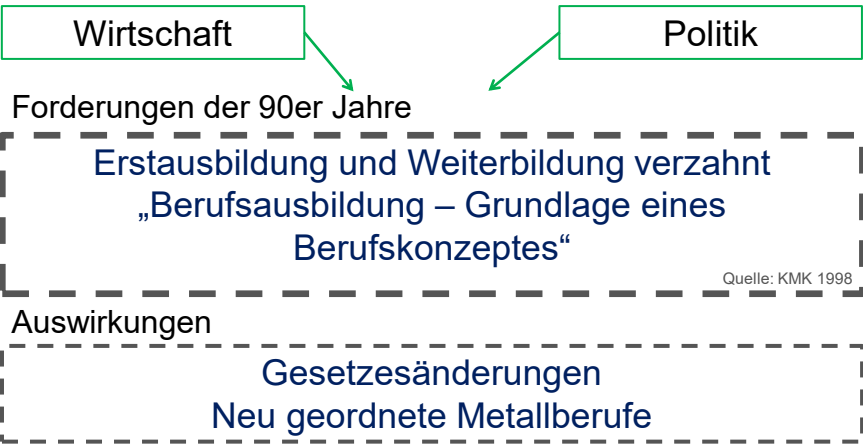 Wirtschaft
Politik
Forderungen der 90er Jahre
Erstausbildung und Weiterbildung verzahnt
„Berufsausbildung – Grundlage eines
Berufskonzeptes“
Quelle: KMK 1998
Auswirkungen
Gesetzesänderungen
Neu geordnete Metallberufe